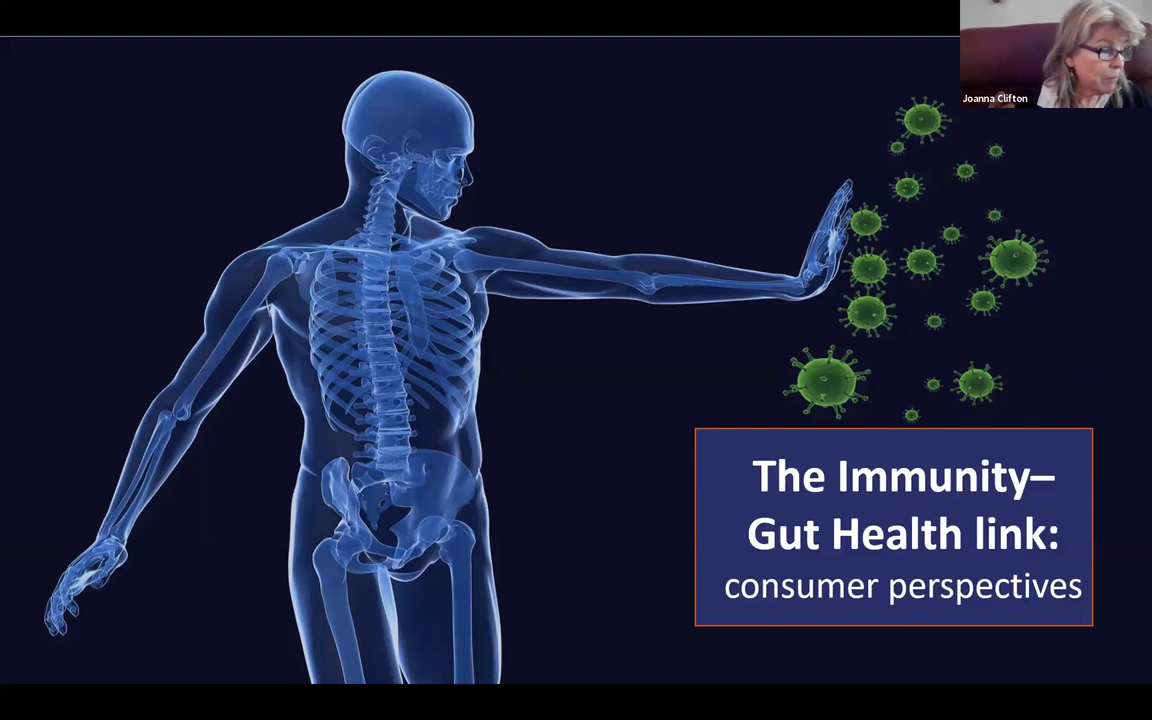 Joanna Clifton
The Immunity–
Gut Health link:
consumer perspectives